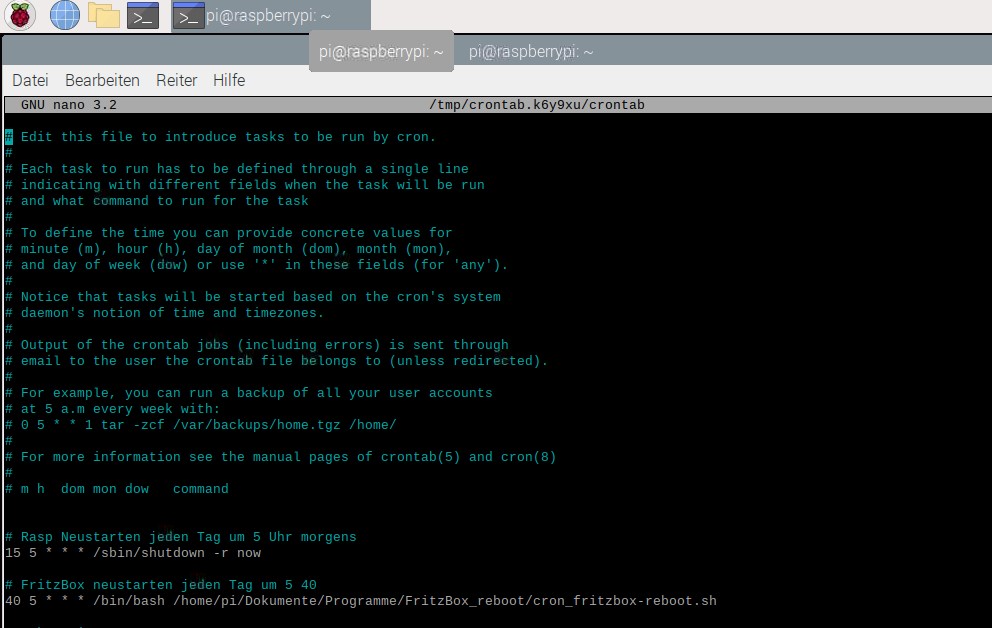 pi@raspberrypi: ~
pi@raspberrypi: ~ pi@raspberrypi: ~
Datei Bearbeiten Reiter Hilfe
GNU nano 3.2 /tmp/crontab.k6y9xu/crontab
# Edit this file to introduce tasks to be run by cron.
#
# Each task to run has to be defined through a single line
# indicating with different fields when the task will be run
# and what command to run for the task
#
# To define the time you can provide concrete values for
# minute (m), hour (h), day of month (dom), month (mon),
# and day of week (dow) or use '*' in these fields (for 'any').
#
# Notice that tasks will be started based on the cron's system
# daemon's notion of time and timezones.
#
# Output of the crontab jobs (including errors) is sent through
# email to the user the crontab file belongs to (unless redirected).
#
# For example, you can run a backup of all your user accounts
# at 5 a.m every week with:
# 0 5 * * 1 tar -zcf /var/backups/home.tgz /home/
#
# For more information see the manual pages of crontab(5) and cron(8)
#
# m h  dom mon dow   command
# Rasp Neustarten jeden Tag um 5 Uhr morgens
15 5 * * * /sbin/shutdown -r now
# FritzBox neustarten jeden Tag um 5 40
40 5 * * * /bin/bash /home/pi/Dokumente/Programme/FritzBox_reboot/cron_fritzbox-reboot.sh